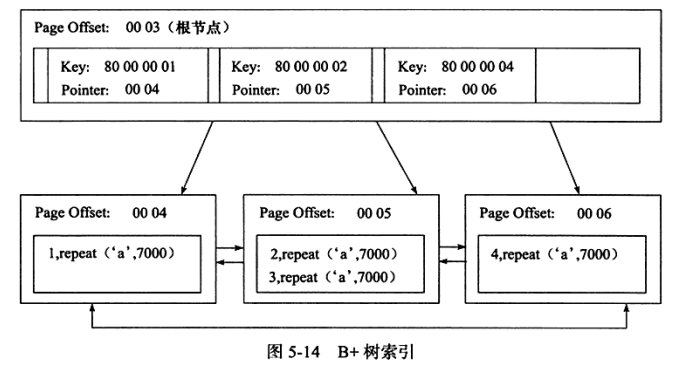 Page Offset: 00 03（根节点）
Key: 80 00 00 01
Pointer: 00 04
Key: 80 00 00 02
Pointer: 00 05
Key: 80 00 00 04
Pointer: 00 06
Page Offset: 00 04
1,repeat（‘a’,7000）
Page Offset: 00 05
2,repeat（‘a’,7000）
3,repeat（‘a’,7000）
Page Offset: 00 06
4,repeat（‘a’,7000）
图 5-14 B+ 树索引